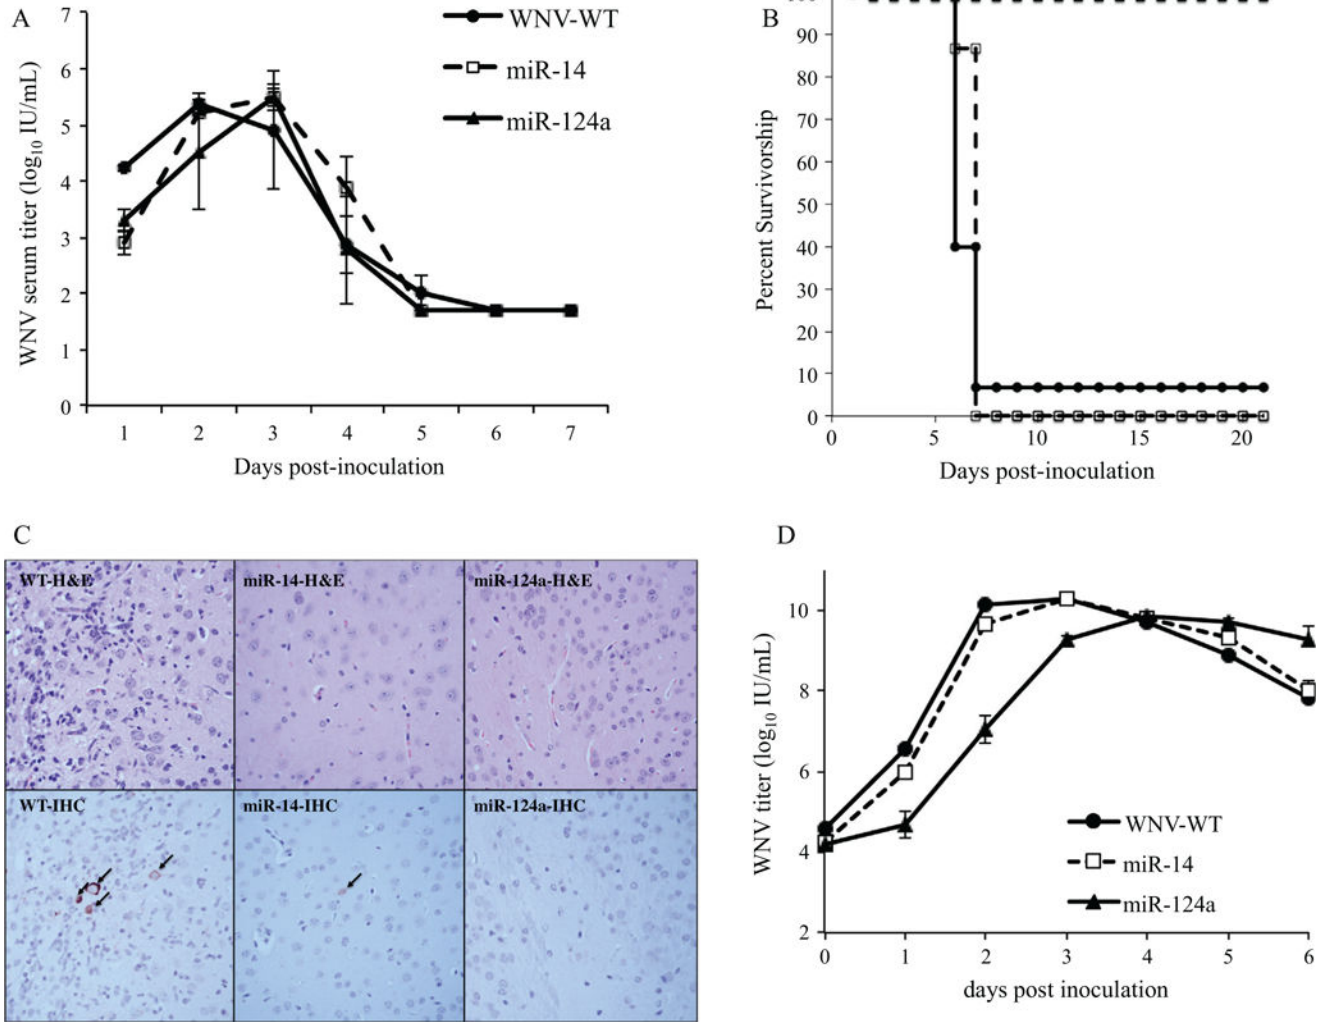 A
7
6
5
4
3
2
1
0
WNV serum titer (log10 IU/mL)
1 2 3 4 5 6 7
Days post-inoculation
WNV-WT
miR-14
miR-124a
B
90
80
70
60
50
40
30
20
10
0
Percent Survivorship
0 5 10 15 20
Days post-inoculation
C
WT-H&E
miR-14-H&E
miR-124a-H&E
WT-IHC
miR-14-IHC
miR-124a-IHC
D
10
8
6
4
2
WNV titer (log10 IU/mL)
0 1 2 3 4 5 6
days post inoculation
WNV-WT
miR-14
miR-124a